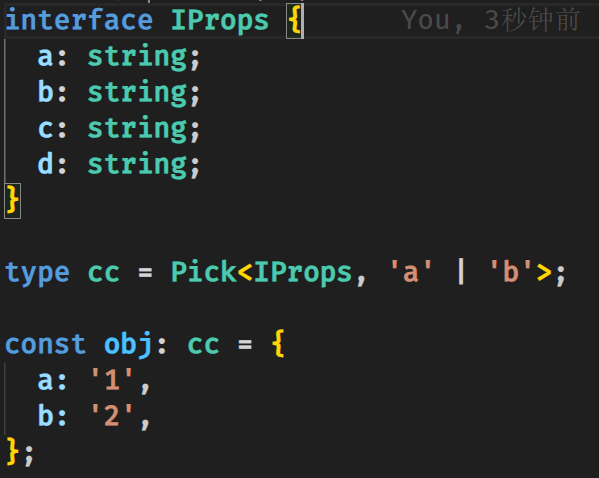 interface IProps { You, 3秒钟前
  a: string;
  b: string;
  c: string;
  d: string;
}
type cc = Pick<IProps, 'a' | 'b'>;
const obj: cc = {
  a: '1',
  b: '2',
};